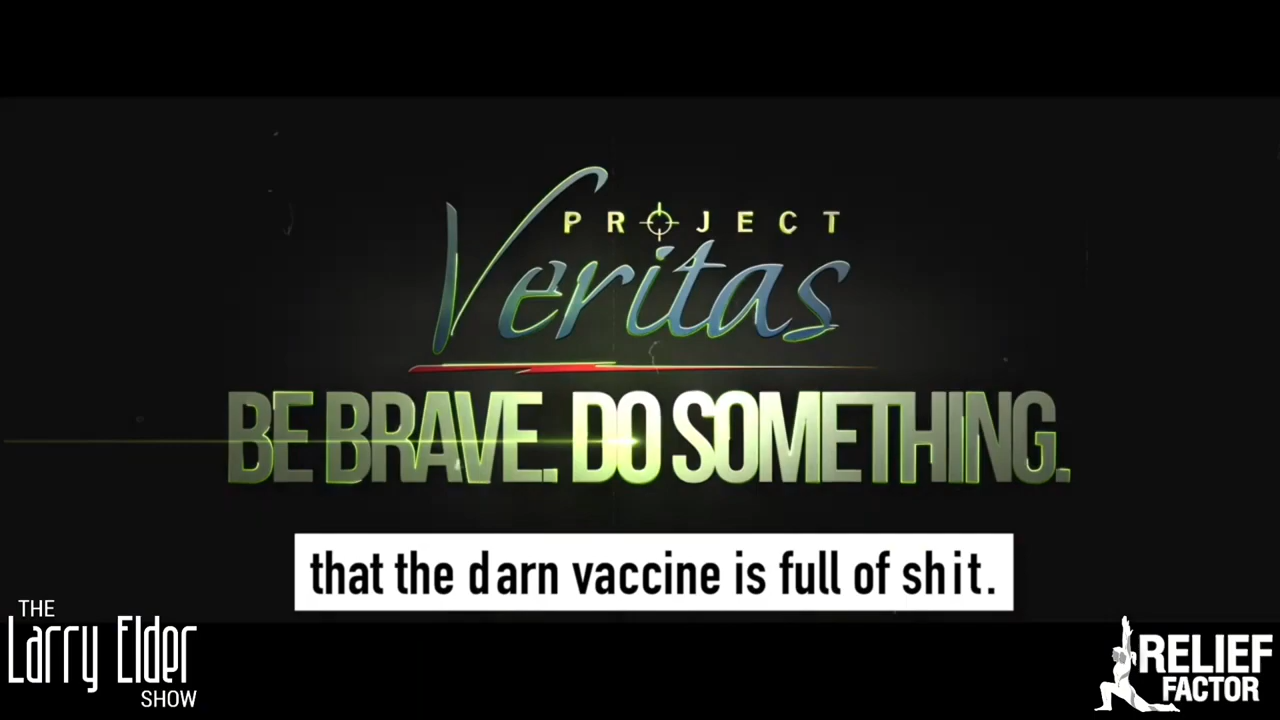 PROJECT
Veritas
BE BRAVE. DO SOMETHING.
that the darn vaccine is full of shit.
THE
Larry Elder
SHOW
RELIEF
FACTOR